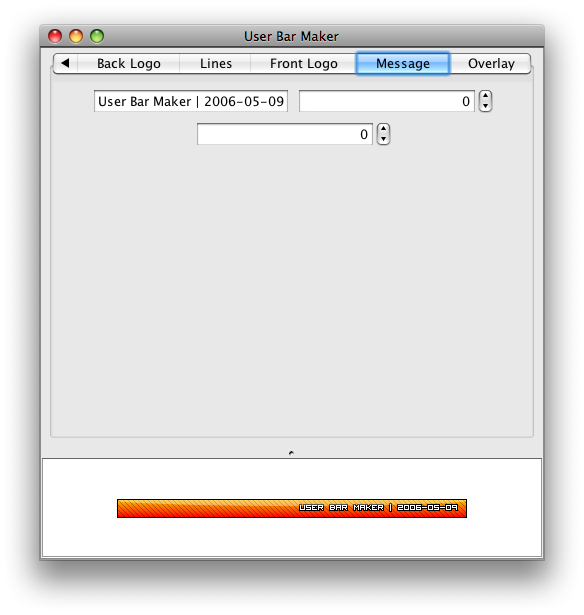 User Bar Maker
Back Logo Lines Front Logo Message Overlay
User Bar Maker | 2006-05-09 0
0
USER BAR MAKER | 2006-05-09